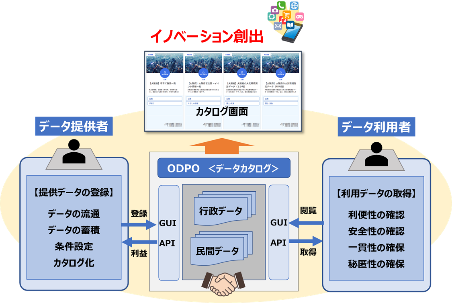 イノベーション創出
カタログ画面
データ提供者
データ利用者
ODPO <データカタログ>
【提供データの登録】
データの流通
データの蓄積
条件設定
カタログ化
登録
利益
GUI
API
行政データ
民間データ
GUI
API
閲覧
取得
【利用データの取得】
利便性の確認
安全性の確認
一貫性の確保
秘匿性の確保